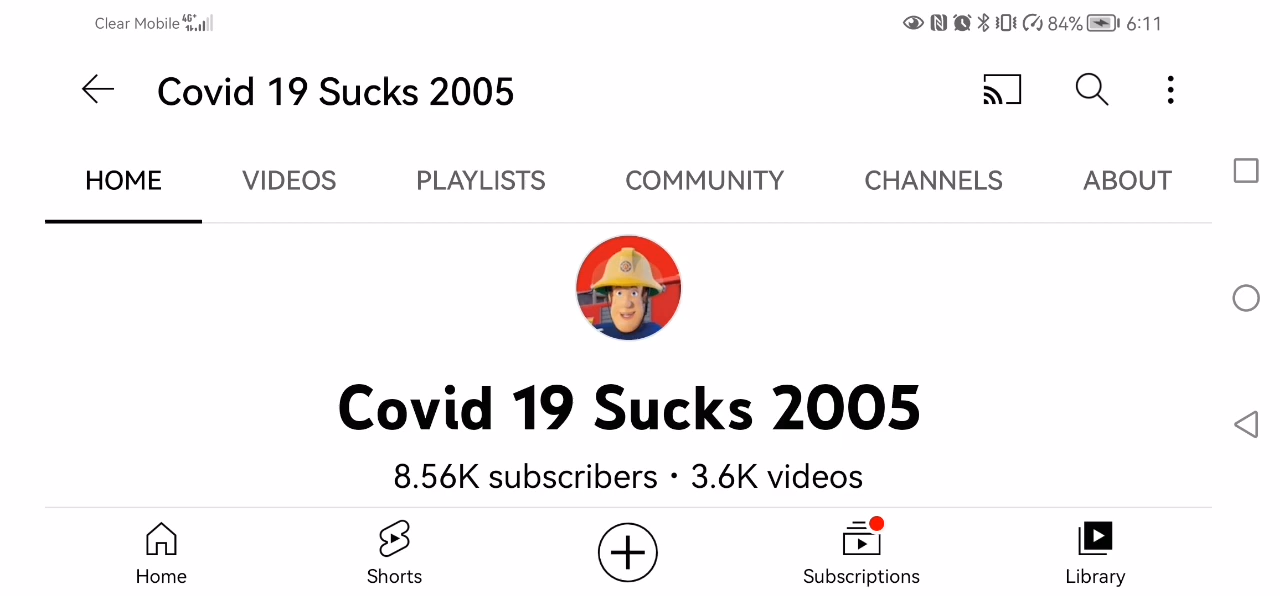 Clear Mobile 4G+ 84% 6:11
Covid 19 Sucks 2005
HOME VIDEOS PLAYLISTS COMMUNITY CHANNELS ABOUT
Covid 19 Sucks 2005
8.56K subscribers • 3.6K videos
Home Shorts Subscriptions Library